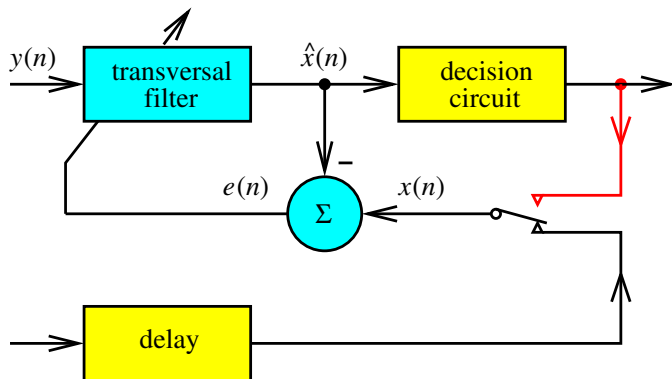 y(n)
transversal
filter
x̂(n)
decision
circuit
–
e(n)
Σ
x(n)
delay